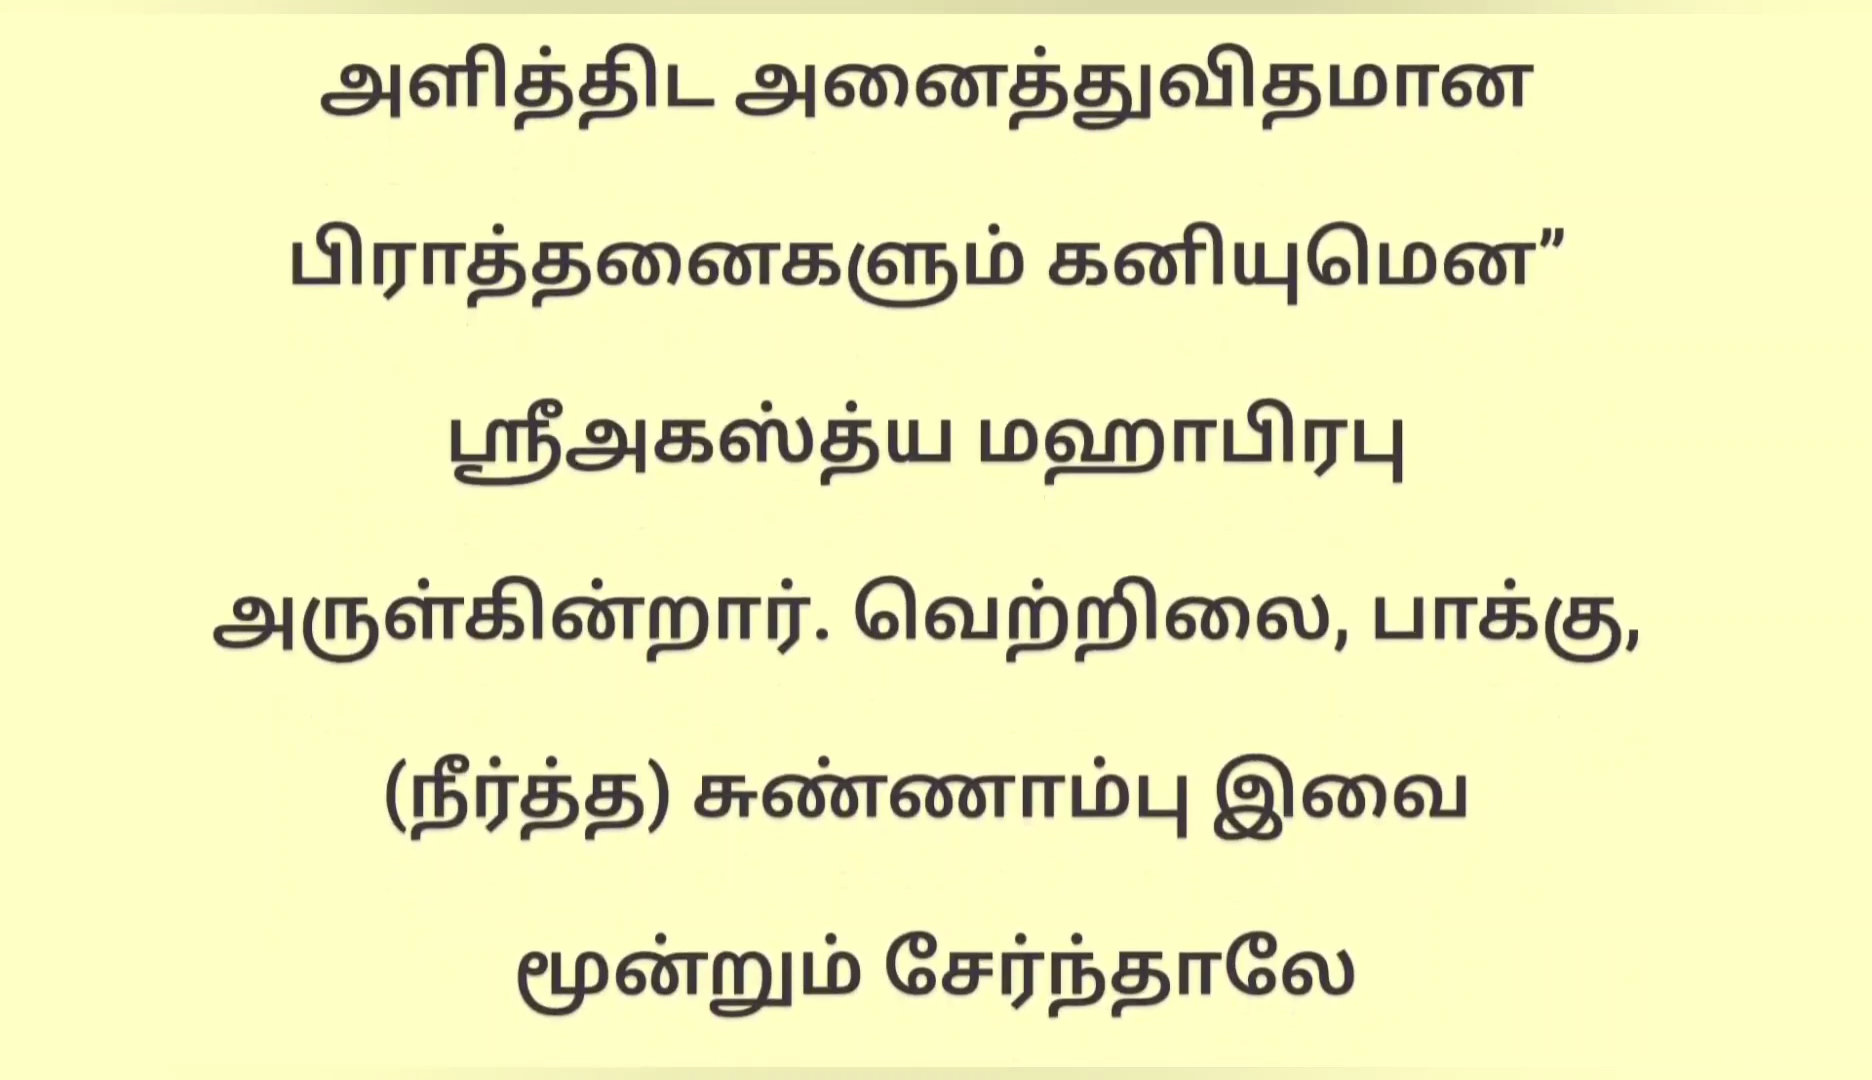 அளித்திட அனைத்துவிதமான
பிராத்தனைகளும் கனியுமென”
ஸ்ரீஅகஸ்த்ய மஹாபிரபு
அருள்கின்றார். வெற்றிலை, பாக்கு,
(நீர்த்த) சுண்ணாம்பு இவை
மூன்றும் சேர்ந்தாலே